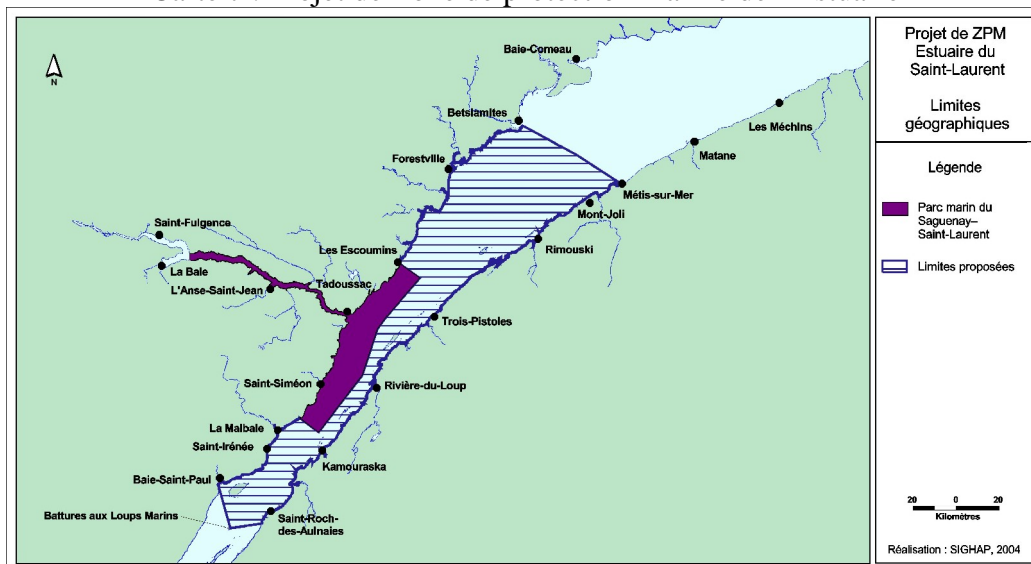 Projet de ZPM
Estuaire du
Saint-Laurent
Limites
géographiques
Légende
Parc marin du
Saguenay–
Saint-Laurent
Limites proposées
20 0 20
Kilomètres
Réalisation : SIGHAP, 2004
N
Baie-Comeau
Betsiamites
Les Méchins
Matane
Forestville
Métis-sur-Mer
Mont-Joli
Saint-Fulgence
Rimouski
Les Escoumins
La Baie
L'Anse-Saint-Jean
Tadoussac
Trois-Pistoles
Saint-Siméon
Rivière-du-Loup
La Malbaie
Saint-Irénée
Kamouraska
Baie-Saint-Paul
Battures aux Loups Marins
Saint-Roch-
des-Aulnaies